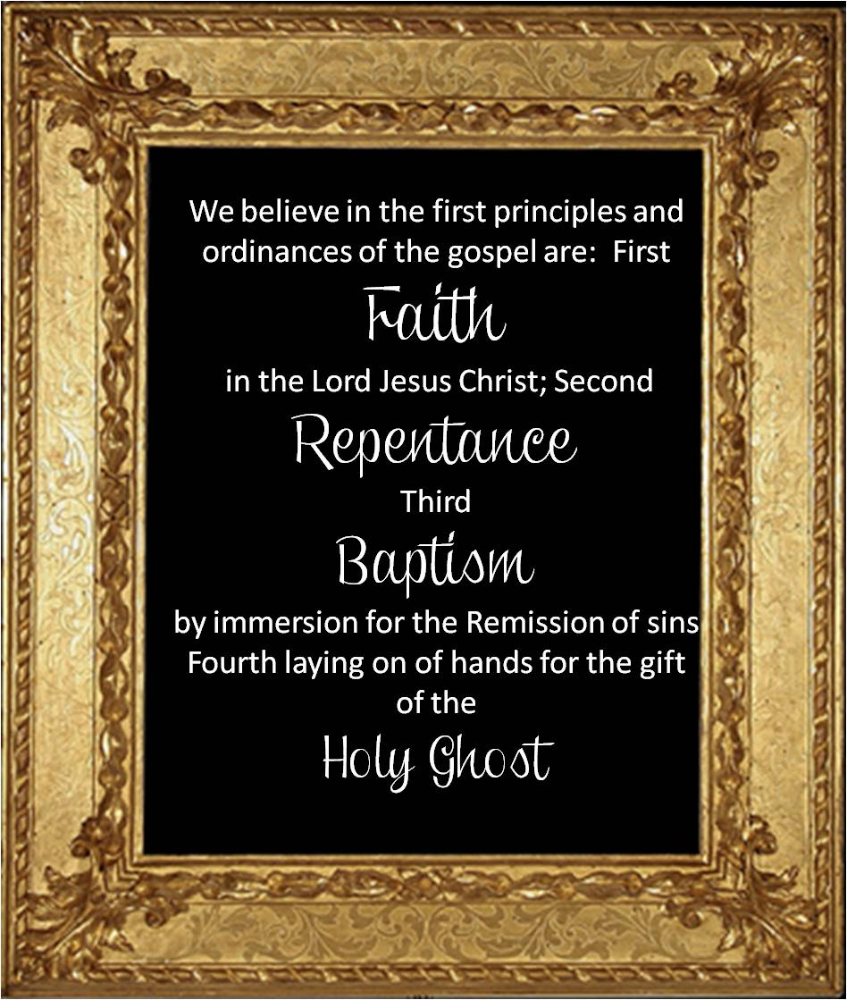 We believe in the first principles and
ordinances of the gospel are: First
Faith
in the Lord Jesus Christ; Second
Repentance
Third
Baptism
by immersion for the Remission of sins
Fourth laying on of hands for the gift
of the
Holy Ghost